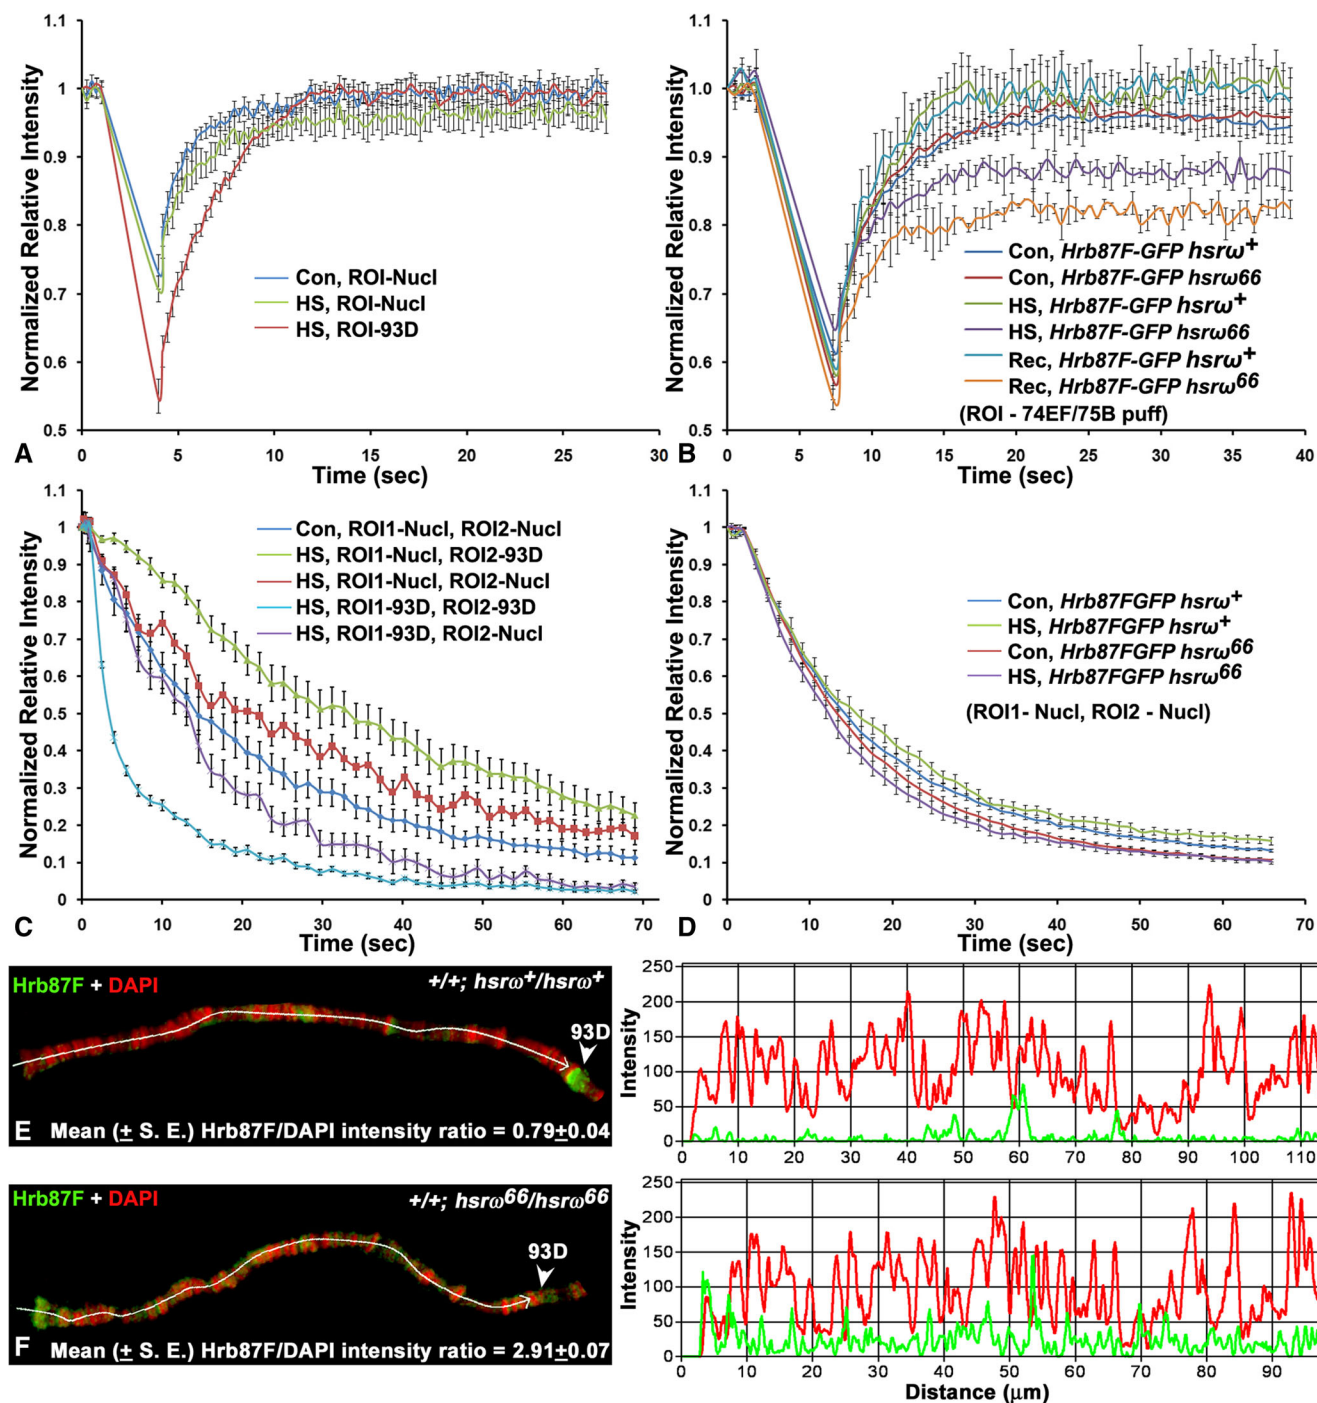 Normalized Relative Intensity
1.1
1
0.9
0.8
0.7
0.6
0.5
0 5 10 15 20 25 30
Time (sec)
Con, ROI-Nucl
HS, ROI-Nucl
HS, ROI-93D
A
Normalized Relative Intensity
1.1
1
0.9
0.8
0.7
0.6
0.5
0 5 10 15 20 25 30 35 40
Time (sec)
Con, Hrb87F-GFP hsrω+
Con, Hrb87F-GFP hsrω66
HS, Hrb87F-GFP hsrω+
HS, Hrb87F-GFP hsrω66
Rec, Hrb87F-GFP hsrω+
Rec, Hrb87F-GFP hsrω66
(ROI - 74EF/75B puff)
B
Normalized Relative Intensity
1.1
1
0.9
0.8
0.7
0.6
0.5
0.4
0.3
0.2
0.1
0
0 10 20 30 40 50 60 70
Time (sec)
Con, ROI1-Nucl, ROI2-Nucl
HS, ROI1-Nucl, ROI2-93D
HS, ROI1-Nucl, ROI2-Nucl
HS, ROI1-93D, ROI2-93D
HS, ROI1-93D, ROI2-Nucl
C
Normalized Relative Intensity
1.1
1
0.9
0.8
0.7
0.6
0.5
0.4
0.3
0.2
0.1
0
0 10 20 30 40 50 60 70
Time (sec)
Con, Hrb87FGFP hsrω+
HS, Hrb87FGFP hsrω+
Con, Hrb87FGFP hsrω66
HS, Hrb87FGFP hsrω66
(ROI1- Nucl, ROI2 - Nucl)
D
Hrb87F + DAPI
+/+; hsrω+/hsrω+
93D
E Mean (± S. E.) Hrb87F/DAPI intensity ratio = 0.79±0.04
Intensity
250
200
150
100
50
0
0 10 20 30 40 50 60 70 80 90 100 110
Hrb87F + DAPI
+/+; hsrω66/hsrω66
93D
F Mean (± S. E.) Hrb87F/DAPI intensity ratio = 2.91±0.07
Intensity
250
200
150
100
50
0
0 10 20 30 40 50 60 70 80 90
Distance (µm)